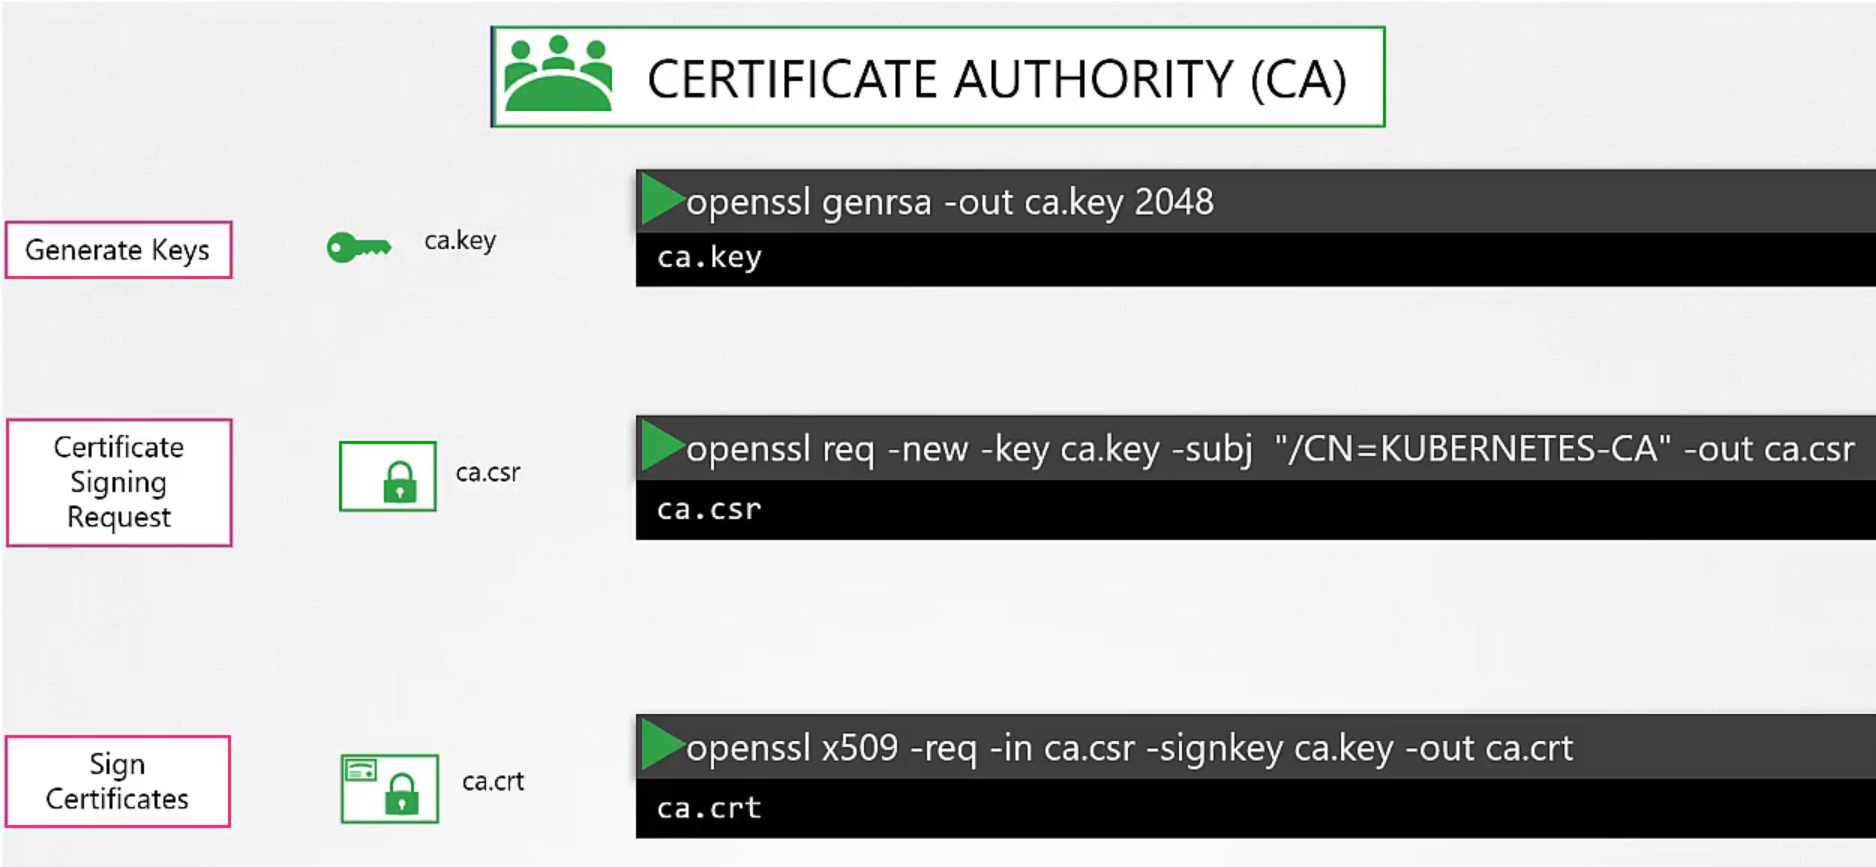 CERTIFICATE AUTHORITY (CA)
Generate Keys
ca.key
openssl genrsa -out ca.key 2048
ca.key
Certificate
Signing
Request
ca.csr
openssl req -new -key ca.key -subj "/CN=KUBERNETES-CA" -out ca.csr
ca.csr
Sign
Certificates
ca.crt
openssl x509 -req -in ca.csr -signkey ca.key -out ca.crt
ca.crt